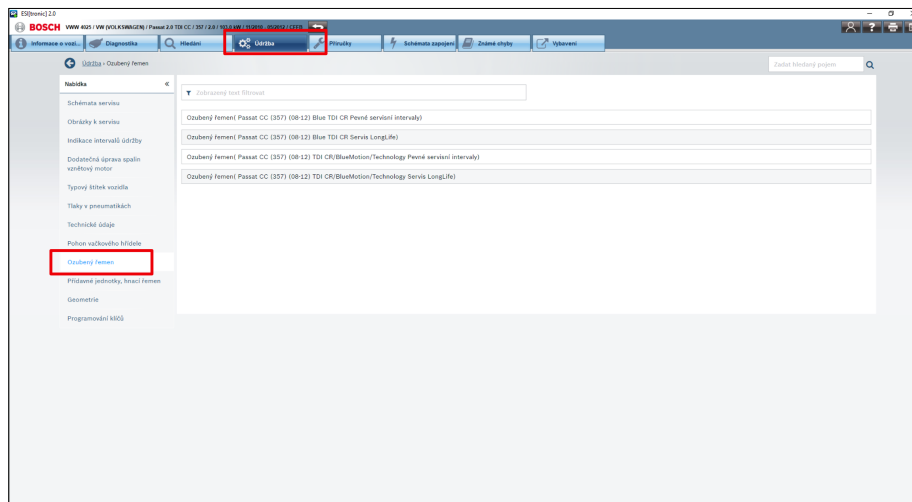 ESI[tronic] 2.0
BOSCH VWW 4025 / VW (VOLKSWAGEN) / Passat 2.0 TDI CC / 357 / 2.0 / 103.0 kW / 11/2010 - 01/2012 / CFFB
Informace o vozi... Diagnostika Hledání Údržba Příručky Schémata zapojení Známé chyby Vybavení
Údržba › Ozubený řemen Zadat hledaný pojem
Nabídka «
Zobrazený text filtrovat
Schémata servisu
Obrázky k servisu
Indikace intervalů údržby
Dodatečná úprava spalin
vznětový motor
Typový štítek vozidla
Tlaky v pneumatikách
Technické údaje
Pohon vačkového hřídele
Ozubený řemen
Přídavné jednotky, hnací řemen
Geometrie
Programování klíčů
Ozubený řemen( Passat CC (357) (08-12) Blue TDI CR Pevné servisní intervaly)
Ozubený řemen( Passat CC (357) (08-12) Blue TDI CR Servis LongLife)
Ozubený řemen( Passat CC (357) (08-12) TDI CR/BlueMotion/Technology Pevné servisní intervaly)
Ozubený řemen( Passat CC (357) (08-12) TDI CR/BlueMotion/Technology Servis LongLife)